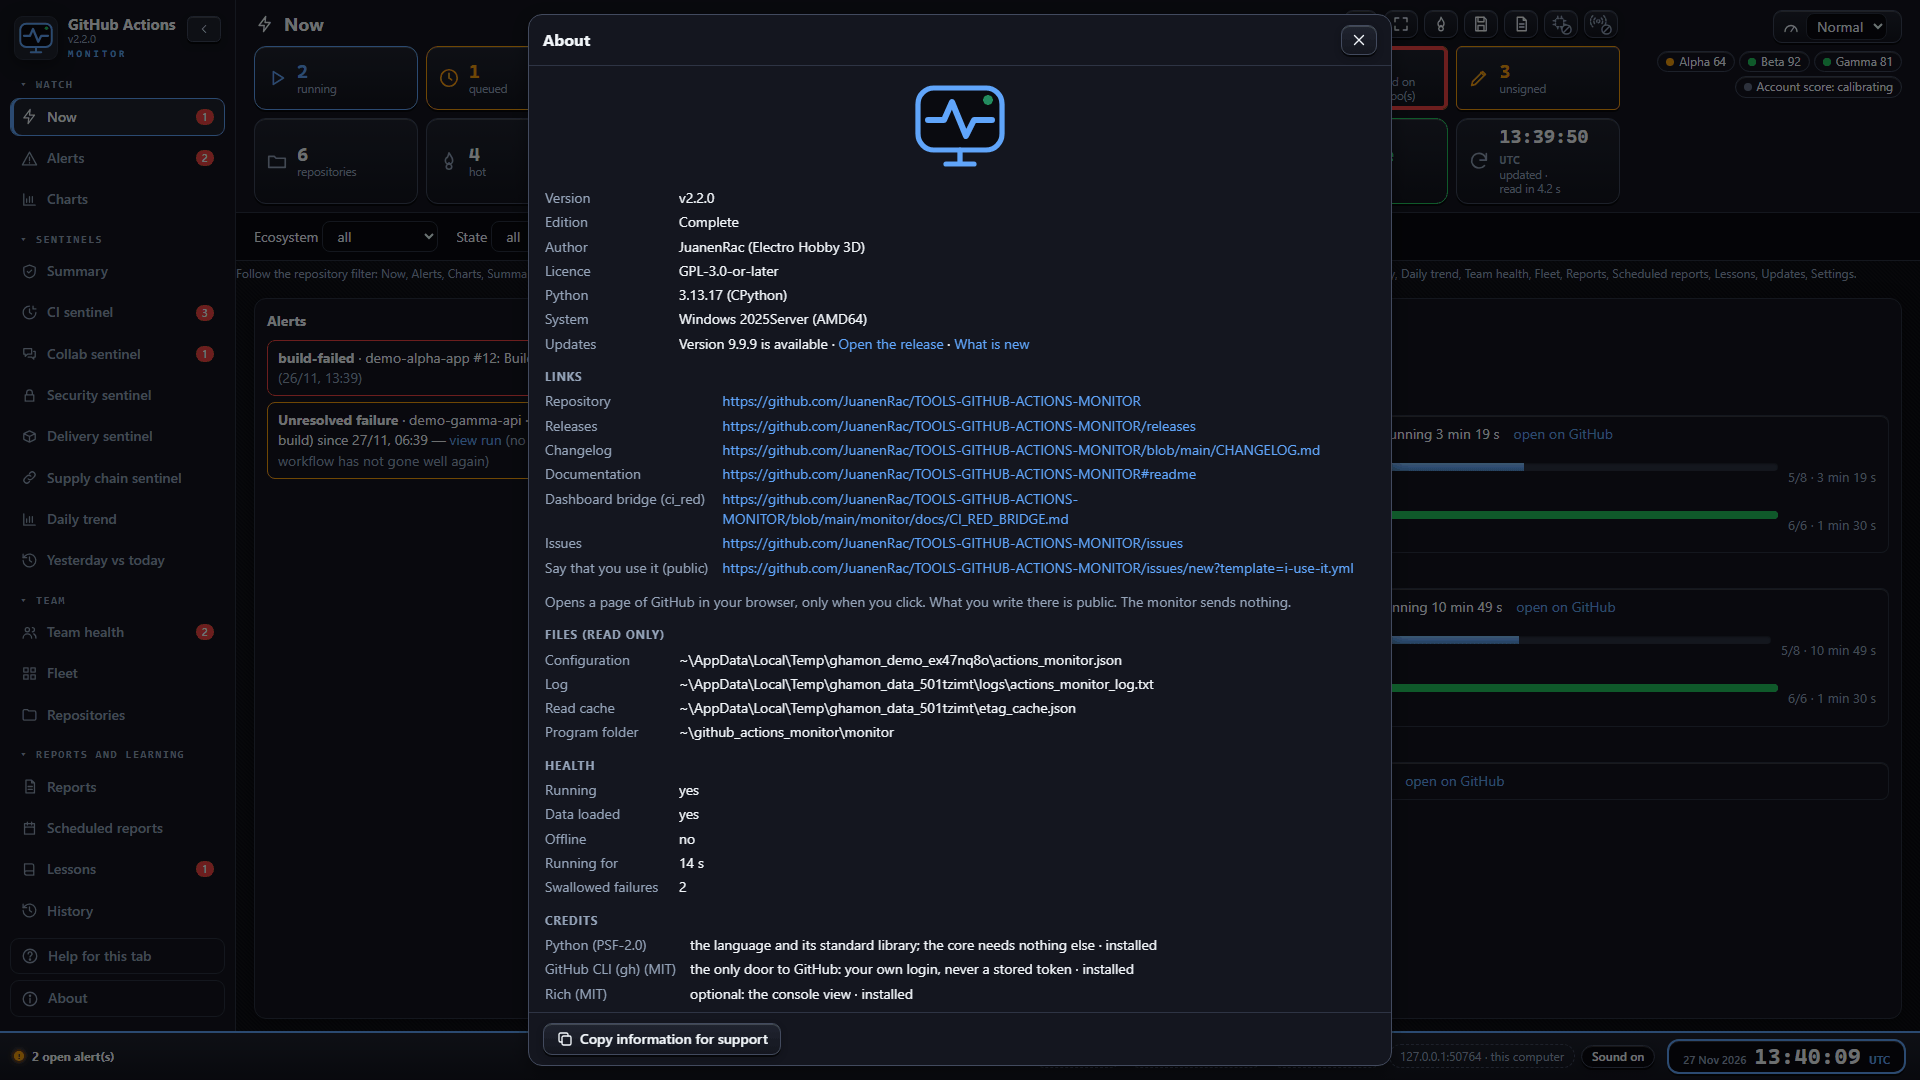 GitHub Actions
v2.2.0
MONITOR
WATCH
Now
1
Alerts
2
Charts
SENTINELS
Summary
CI sentinel
3
Collab sentinel
1
Security sentinel
Delivery sentinel
Supply chain sentinel
Daily trend
Yesterday vs today
TEAM
Team health
2
Fleet
Repositories
REPORTS AND LEARNING
Reports
Scheduled reports
Lessons
1
History
Help for this tab
About
Now
2
running
1
queued
6
repositories
4
hot
Ecosystem
all
State
all
Follow the repository filter: Now, Alerts, Charts, Summa
Alerts
build-failed · demo-alpha-app #12: Buil
(26/11, 13:39)
Unresolved failure · demo-gamma-api ·
build) since 27/11, 06:39 — view run (no
workflow has not gone well again)
About
Version v2.2.0
Edition Complete
Author JuanenRac (Electro Hobby 3D)
Licence GPL-3.0-or-later
Python 3.13.17 (CPython)
System Windows 2025Server (AMD64)
Updates Version 9.9.9 is available · Open the release · What is new
LINKS
Repository https://github.com/JuanenRac/TOOLS-GITHUB-ACTIONS-MONITOR
Releases https://github.com/JuanenRac/TOOLS-GITHUB-ACTIONS-MONITOR/releases
Changelog https://github.com/JuanenRac/TOOLS-GITHUB-ACTIONS-MONITOR/blob/main/CHANGELOG.md
Documentation https://github.com/JuanenRac/TOOLS-GITHUB-ACTIONS-MONITOR#readme
Dashboard bridge (ci_red) https://github.com/JuanenRac/TOOLS-GITHUB-ACTIONS-
MONITOR/blob/main/monitor/docs/CI_RED_BRIDGE.md
Issues https://github.com/JuanenRac/TOOLS-GITHUB-ACTIONS-MONITOR/issues
Say that you use it (public) https://github.com/JuanenRac/TOOLS-GITHUB-ACTIONS-MONITOR/issues/new?template=i-use-it.yml
Opens a page of GitHub in your browser, only when you click. What you write there is public. The monitor sends nothing.
FILES (READ ONLY)
Configuration ~\AppData\Local\Temp\ghamon_demo_ex47nq8o\actions_monitor.json
Log ~\AppData\Local\Temp\ghamon_data_501tzimt\logs\actions_monitor_log.txt
Read cache ~\AppData\Local\Temp\ghamon_data_501tzimt\etag_cache.json
Program folder ~\github_actions_monitor\monitor
HEALTH
Running yes
Data loaded yes
Offline no
Running for 14 s
Swallowed failures 2
CREDITS
Python (PSF-2.0) the language and its standard library; the core needs nothing else · installed
GitHub CLI (gh) (MIT) the only door to GitHub: your own login, never a stored token · installed
Rich (MIT) optional: the console view · installed
Copy information for support
d on
oo(s)
3
unsigned
13:39:50
UTC
updated ·
read in 4.2 s
Normal
Alpha 64
Beta 92
Gamma 81
Account score: calibrating
, Daily trend, Team health, Fleet, Reports, Scheduled reports, Lessons, Updates, Settings.
unning 3 min 19 s open on GitHub
5/8 · 3 min 19 s
6/6 · 1 min 30 s
nning 10 min 49 s open on GitHub
5/8 · 10 min 49 s
6/6 · 1 min 30 s
open on GitHub
2 open alert(s)
127.0.0.1:50764 · this computer
Sound on
27 Nov 2026 13:40:09 UTC